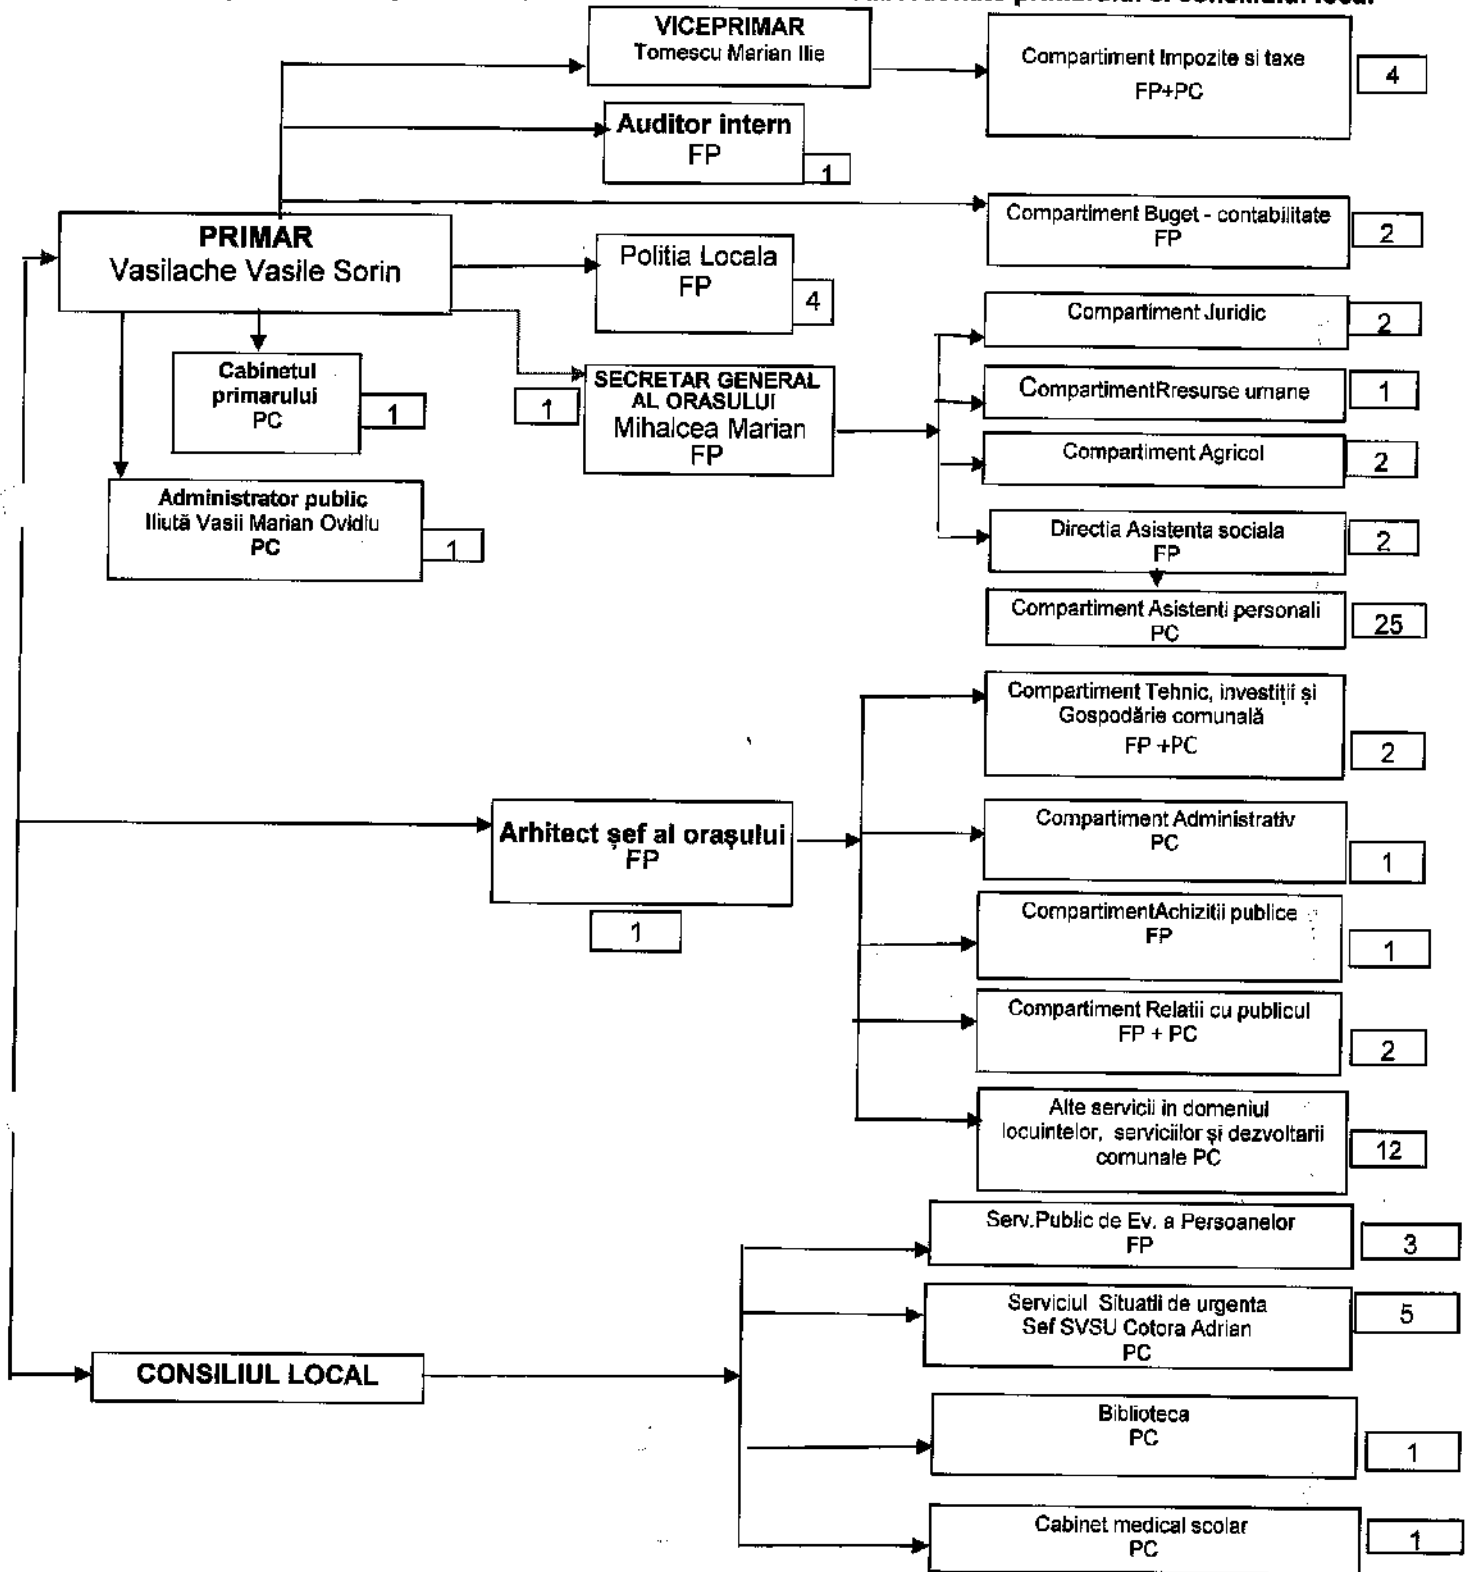 primarului si consiliului local
VICEPRIMAR
Tomescu Marian Ilie
Compartiment Impozite si taxe
FP+PC
4
Auditor intern
FP
1
Compartiment Buget - contabilitate
FP
2
PRIMAR
Vasilache Vasile Sorin
Politia Locala
FP
4
Compartiment Juridic
2
Cabinetul
primarului
PC
1
1
SECRETAR GENERAL
AL ORASULUI
Mihalcea Marian
FP
CompartimentRresurse umane
1
Compartiment Agricol
2
Administrator public
Iliută Vasii Marian Ovidiu
PC
1
Directia Asistenta sociala
FP
2
Compartiment Asistenti personali
PC
25
Compartiment Tehnic, investiții și
Gospodărie comunală
FP +PC
2
Arhitect șef al orașului
FP
1
Compartiment Administrativ
PC
1
CompartimentAchizitii publice
FP
1
Compartiment Relatii cu publicul
FP + PC
2
Alte servicii in domeniul
locuintelor, serviciilor și dezvoltarii
comunale PC
12
Serv.Public de Ev. a Persoanelor
FP
3
Serviciul Situatii de urgenta
Sef SVSU Cotora Adrian
PC
5
CONSILIUL LOCAL
Biblioteca
PC
1
Cabinet medical scolar
PC
1